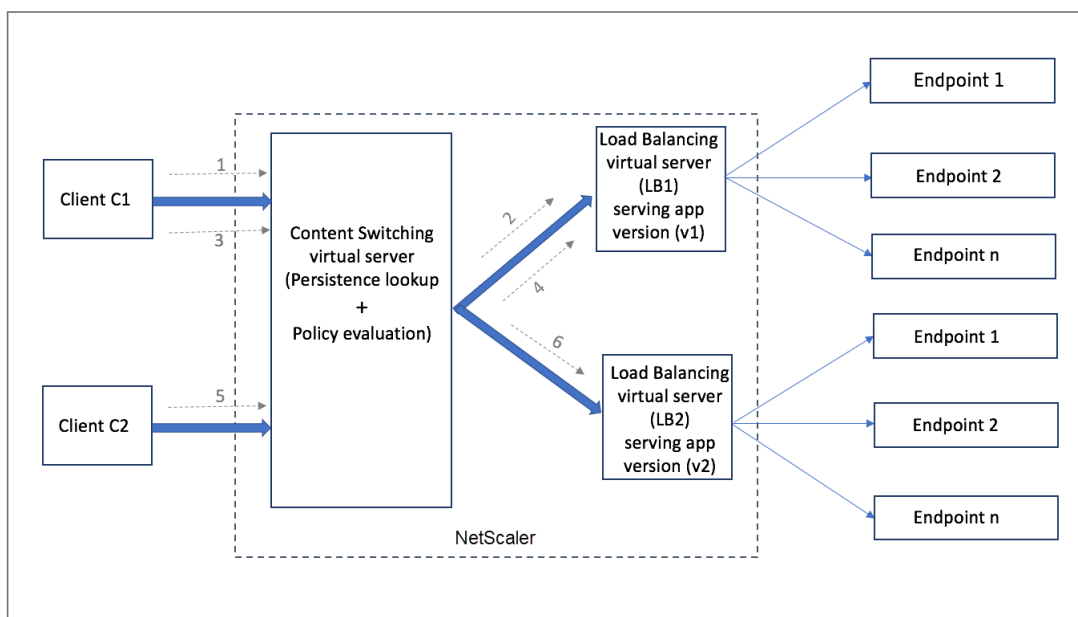 Client C1
1
3
Client C2
5
Content Switching
virtual server
(Persistence lookup
+
Policy evaluation)
2
4
6
Load Balancing
virtual server
(LB1)
serving app
version (v1)
Load Balancing
virtual server
(LB2)
serving app
version (v2)
NetScaler
Endpoint 1
Endpoint 2
Endpoint n
Endpoint 1
Endpoint 2
Endpoint n